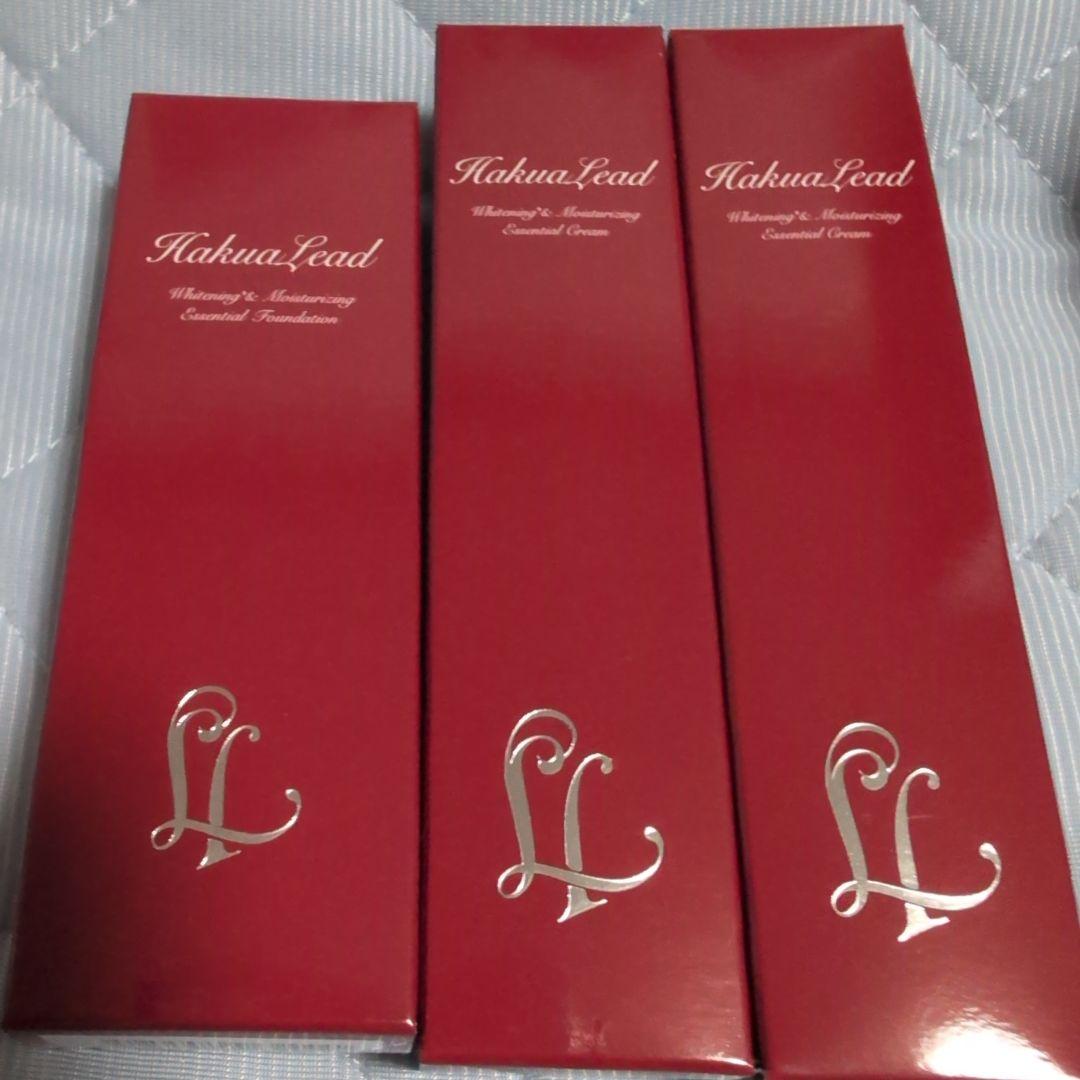 HakuaLead
Whitening*& Moisturizing
Essential Foundation
HakuaLead
Whitening*& Moisturizing
Essential Cream
HakuaLead
Whitening*& Moisturizing
Essential Cream